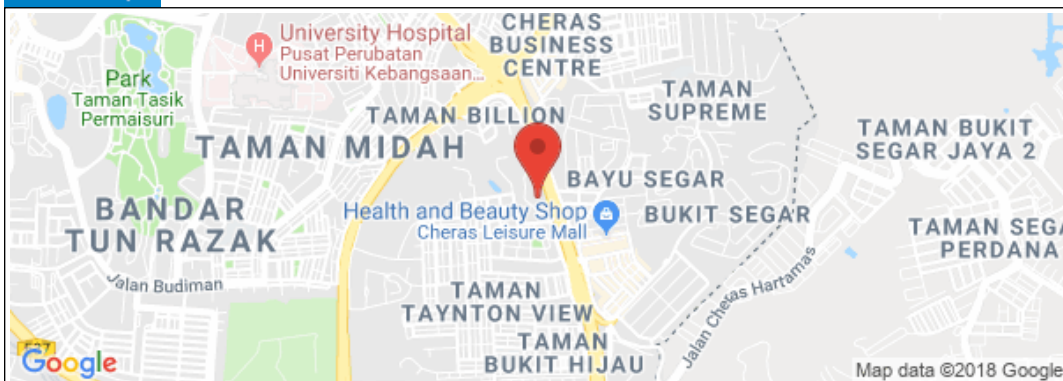 CHERAS
BUSINESS
CENTRE
University Hospital
Pusat Perubatan
Universiti Kebangsaan...
Park
Taman Tasik
Permaisuri
TAMAN
SUPREME
TAMAN BILLION
TAMAN MIDAH
TAMAN BUKIT
SEGAR JAYA 2
BAYU SEGAR
BANDAR
TUN RAZAK
Health and Beauty Shop
Cheras Leisure Mall
BUKIT SEGAR
TAMAN SEGA
PERDANA
Jalan Budiman
TAMAN
TAYNTON VIEW
Jalan Cheras Hartamas
TAMAN
BUKIT HIJAU
Google
Map data ©2018 Google